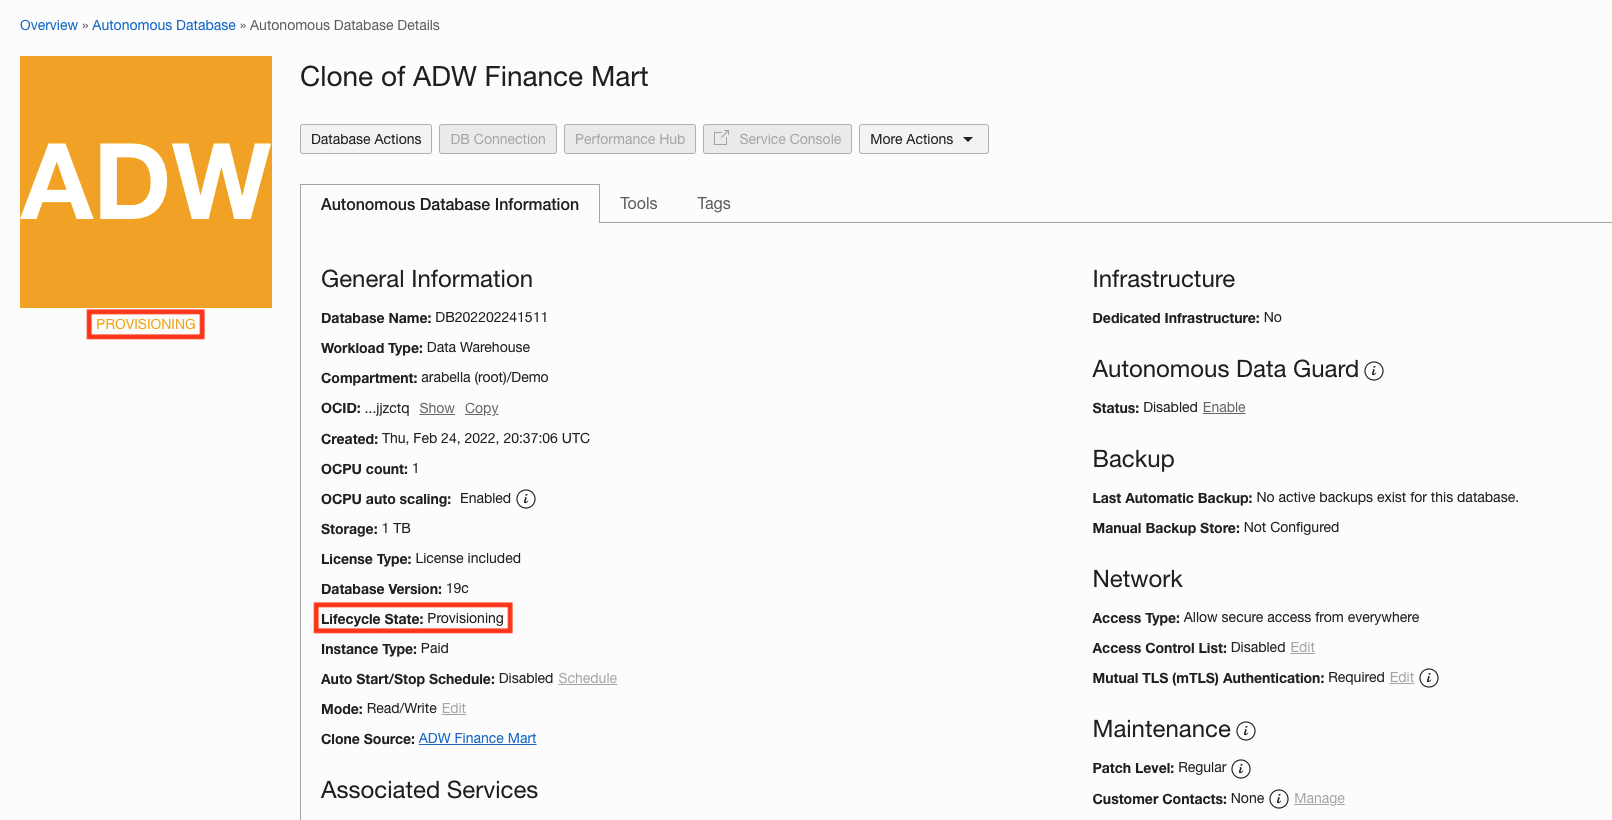 Overview » Autonomous Database » Autonomous Database Details
ADW
PROVISIONING
Clone of ADW Finance Mart
Database Actions DB Connection Performance Hub Service Console More Actions
Autonomous Database Information Tools Tags
General Information
Database Name: DB202202241511
Workload Type: Data Warehouse
Compartment: arabella (root)/Demo
OCID: ...jjzctq Show Copy
Created: Thu, Feb 24, 2022, 20:37:06 UTC
OCPU count: 1
OCPU auto scaling: Enabled i
Storage: 1 TB
License Type: License included
Database Version: 19c
Lifecycle State: Provisioning
Instance Type: Paid
Auto Start/Stop Schedule: Disabled Schedule
Mode: Read/Write Edit
Clone Source: ADW Finance Mart
Associated Services
Infrastructure
Dedicated Infrastructure: No
Autonomous Data Guard i
Status: Disabled Enable
Backup
Last Automatic Backup: No active backups exist for this database.
Manual Backup Store: Not Configured
Network
Access Type: Allow secure access from everywhere
Access Control List: Disabled Edit
Mutual TLS (mTLS) Authentication: Required Edit i
Maintenance i
Patch Level: Regular i
Customer Contacts: None i Manage